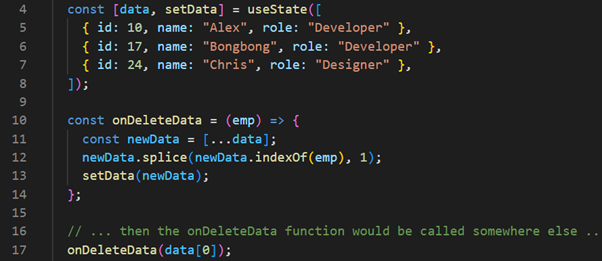 4 const [data, setData] = useState([
5 { id: 10, name: "Alex", role: "Developer" },
6 { id: 17, name: "Bongbong", role: "Developer" },
7 { id: 24, name: "Chris", role: "Designer" },
8 ]);
9
10 const onDeleteData = (emp) => {
11 const newData = [...data];
12 newData.splice(newData.indexOf(emp), 1);
13 setData(newData);
14 };
15
16 // ... then the onDeleteData function would be called somewhere else ..
17 onDeleteData(data[0]);